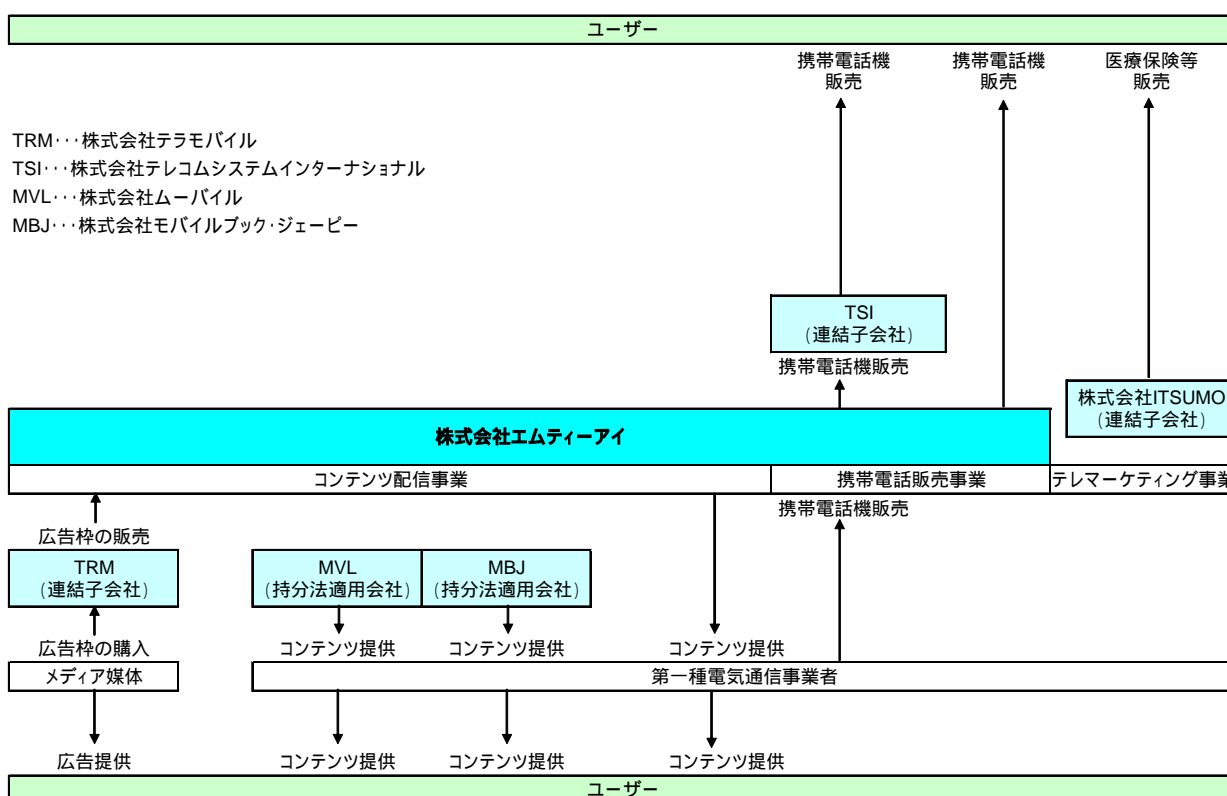 ユーザー
携帯電話機 携帯電話機 医療保険等
販売 販売 販売
TRM･･･株式会社テラモバイル
TSI･･･株式会社テレコムシステムインターナショナル
MVL･･･株式会社ムーバイル
MBJ･･･株式会社モバイルブック･ジェーピー
TSI
(連結子会社)
携帯電話機販売
株式会社ITSUMO
(連結子会社)
株式会社エムティーアイ
コンテンツ配信事業 携帯電話販売事業 テレマーケティング事業
携帯電話機販売
広告枠の販売
TRM MVL MBJ
(連結子会社) (持分法適用会社) (持分法適用会社)
広告枠の購入 コンテンツ提供 コンテンツ提供 コンテンツ提供
メディア媒体 第一種電気通信事業者
広告提供 コンテンツ提供 コンテンツ提供 コンテンツ提供
ユーザー